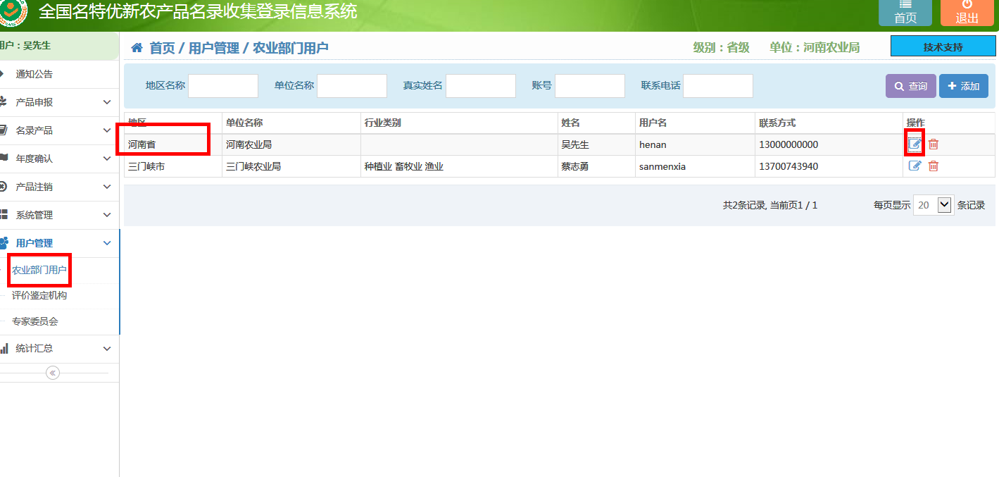 全国名特优新农产品名录收集登录信息系统
首页
退出
用户：吴先生
首页 / 用户管理 / 农业部门用户
级别：省级 单位：河南农业局
技术支持
通知公告
产品申报
名录产品
年度确认
产品注销
系统管理
用户管理
农业部门用户
评价鉴定机构
专家委员会
统计汇总
地区名称 单位名称 真实姓名 账号 联系电话 查询 添加
地区 单位名称 行业类别 姓名 用户名 联系方式 操作
河南省 河南农业局 吴先生 henan 13000000000
三门峡市 三门峡农业局 种植业 畜牧业 渔业 蔡志勇 sanmenxia 13700743940
共2条记录, 当前页1 / 1 每页显示 20 条记录